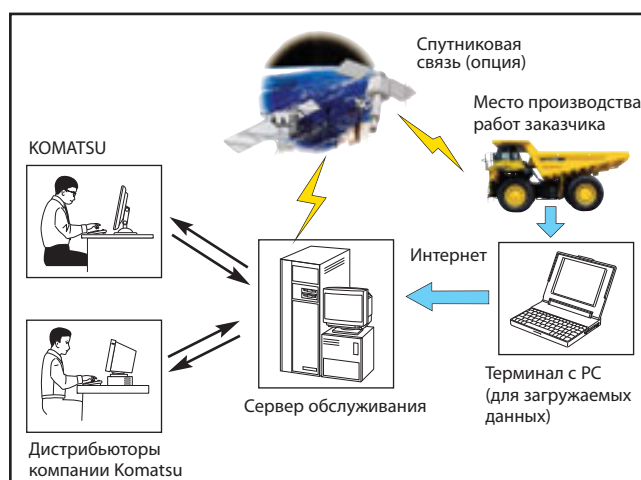 Спутниковая
связь (опция)
Место производства
работ заказчика
KOMATSU
Интернет
Сервер обслуживания
Терминал с PC
(для загружаемых
данных)
Дистрибьюторы
компании Komatsu